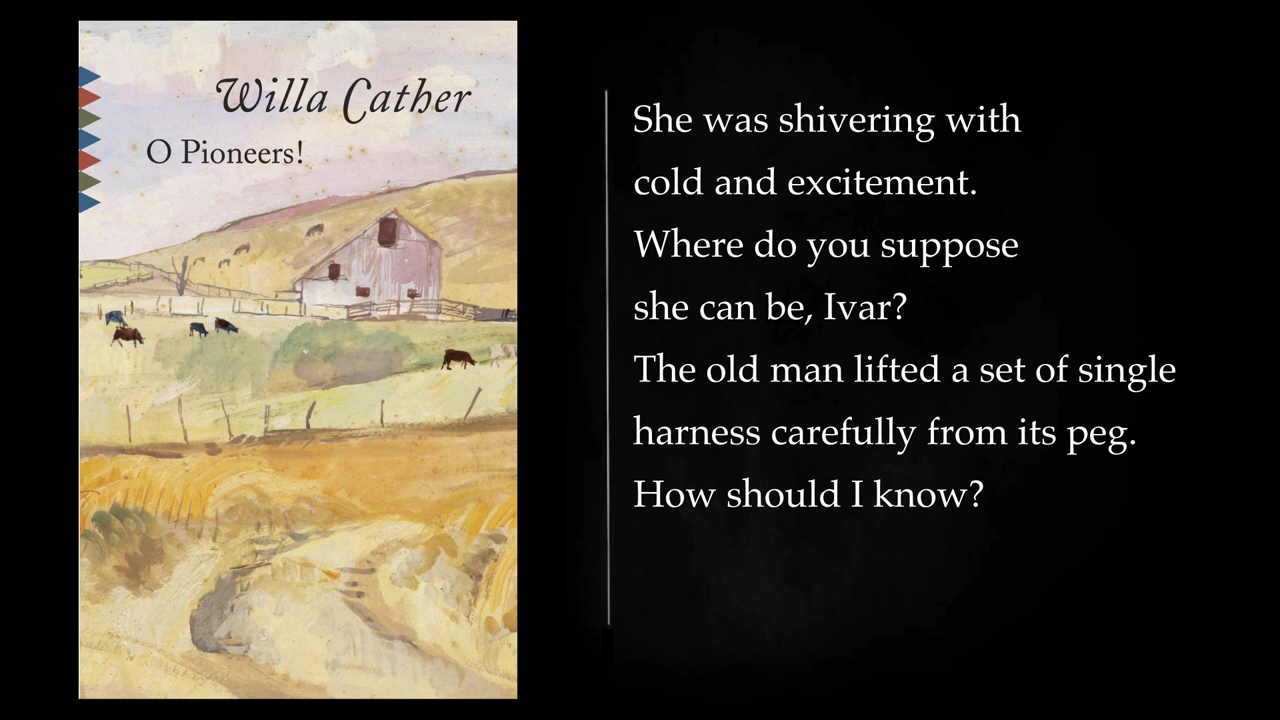 Willa Cather
O Pioneers!
She was shivering with
cold and excitement.
Where do you suppose
she can be, Ivar?
The old man lifted a set of single
harness carefully from its peg.
How should I know?